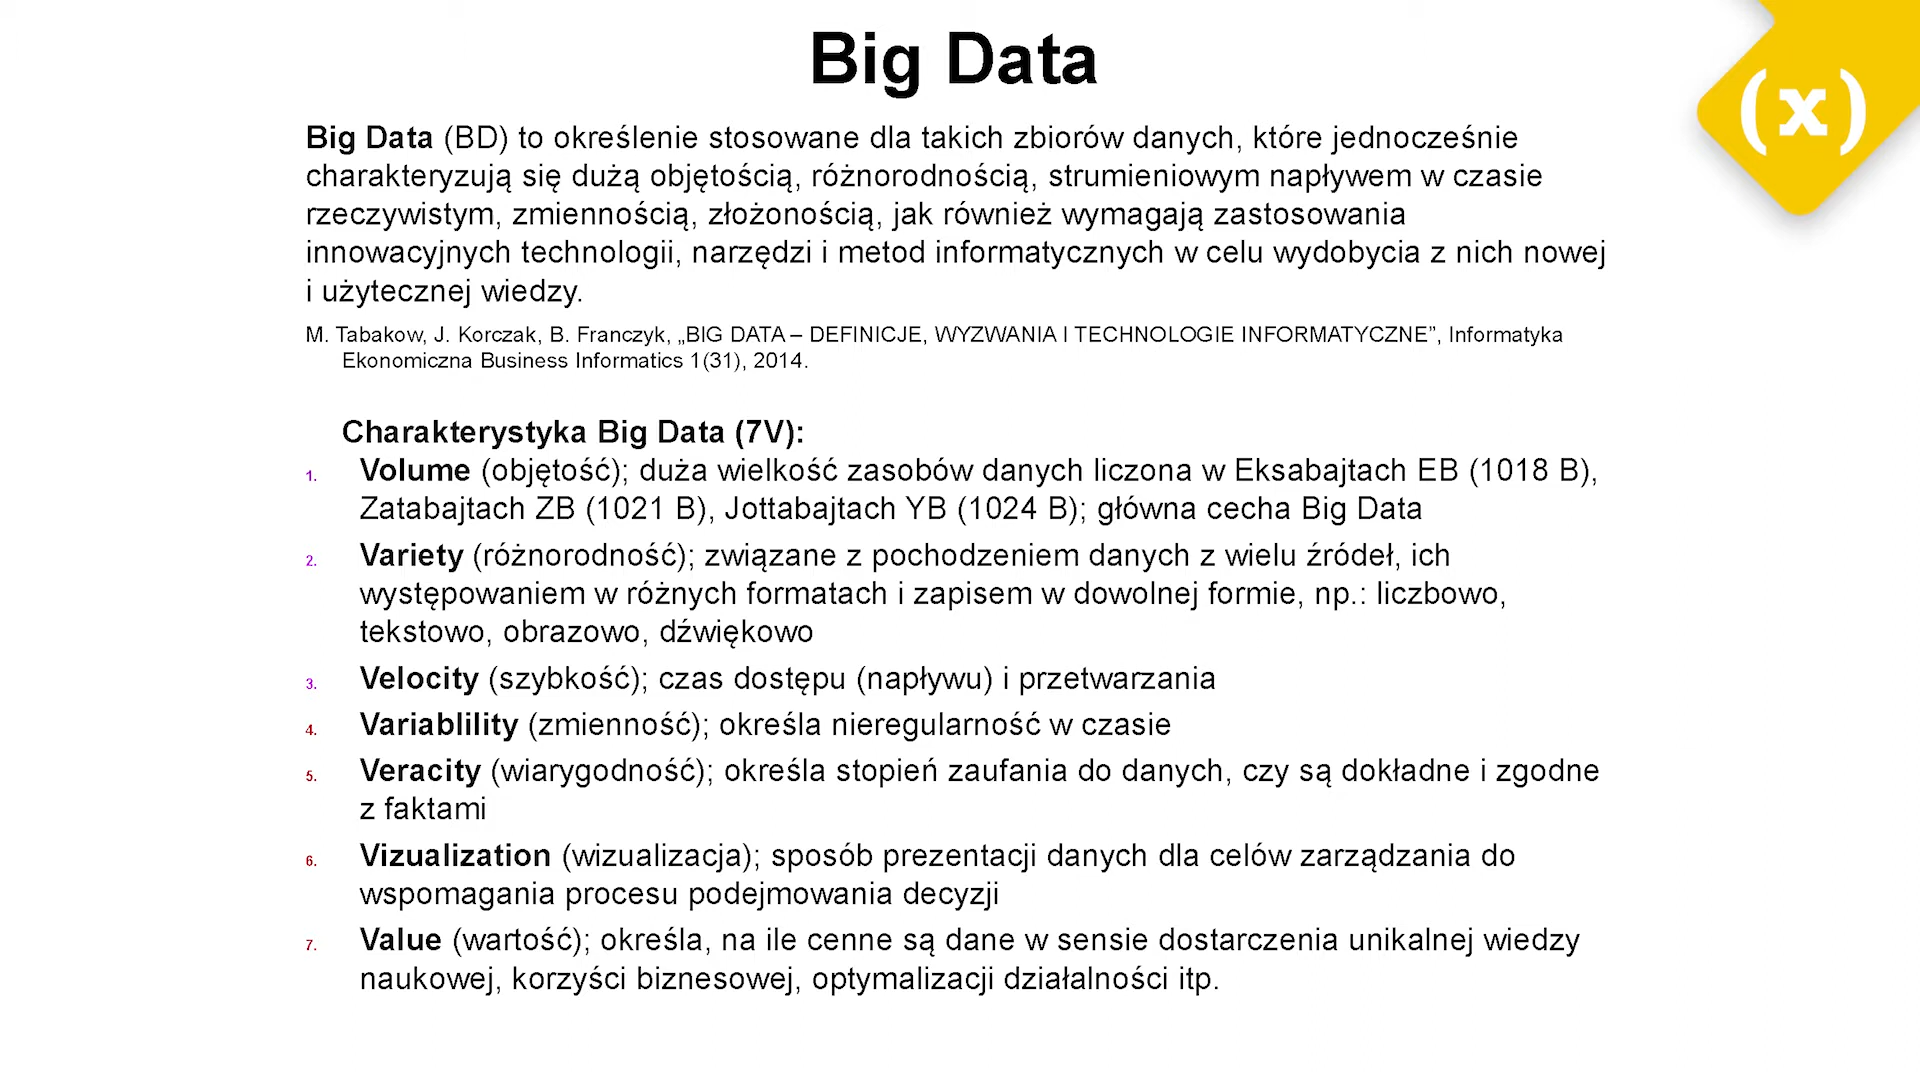 Big Data
(x)
Big Data (BD) to określenie stosowane dla takich zbiorów danych, które jednocześnie
charakteryzują się dużą objętością, różnorodnością, strumieniowym napływem w czasie
rzeczywistym, zmiennością, złożonością, jak również wymagają zastosowania
innowacyjnych technologii, narzędzi i metod informatycznych w celu wydobycia z nich nowej
i użytecznej wiedzy.
M. Tabakow, J. Korczak, B. Franczyk, „BIG DATA – DEFINICJE, WYZWANIA I TECHNOLOGIE INFORMATYCZNE”, Informatyka
Ekonomiczna Business Informatics 1(31), 2014.
Charakterystyka Big Data (7V):
1. Volume (objętość); duża wielkość zasobów danych liczona w Eksabajtach EB (1018 B),
Zatabajtach ZB (1021 B), Jottabajtach YB (1024 B); główna cecha Big Data
2. Variety (różnorodność); związane z pochodzeniem danych z wielu źródeł, ich
występowaniem w różnych formatach i zapisem w dowolnej formie, np.: liczbowo,
tekstowo, obrazowo, dźwiękowo
3. Velocity (szybkość); czas dostępu (napływu) i przetwarzania
4. Variablility (zmienność); określa nieregularność w czasie
5. Veracity (wiarygodność); określa stopień zaufania do danych, czy są dokładne i zgodne
z faktami
6. Vizualization (wizualizacja); sposób prezentacji danych dla celów zarządzania do
wspomagania procesu podejmowania decyzji
7. Value (wartość); określa, na ile cenne są dane w sensie dostarczenia unikalnej wiedzy
naukowej, korzyści biznesowej, optymalizacji działalności itp.